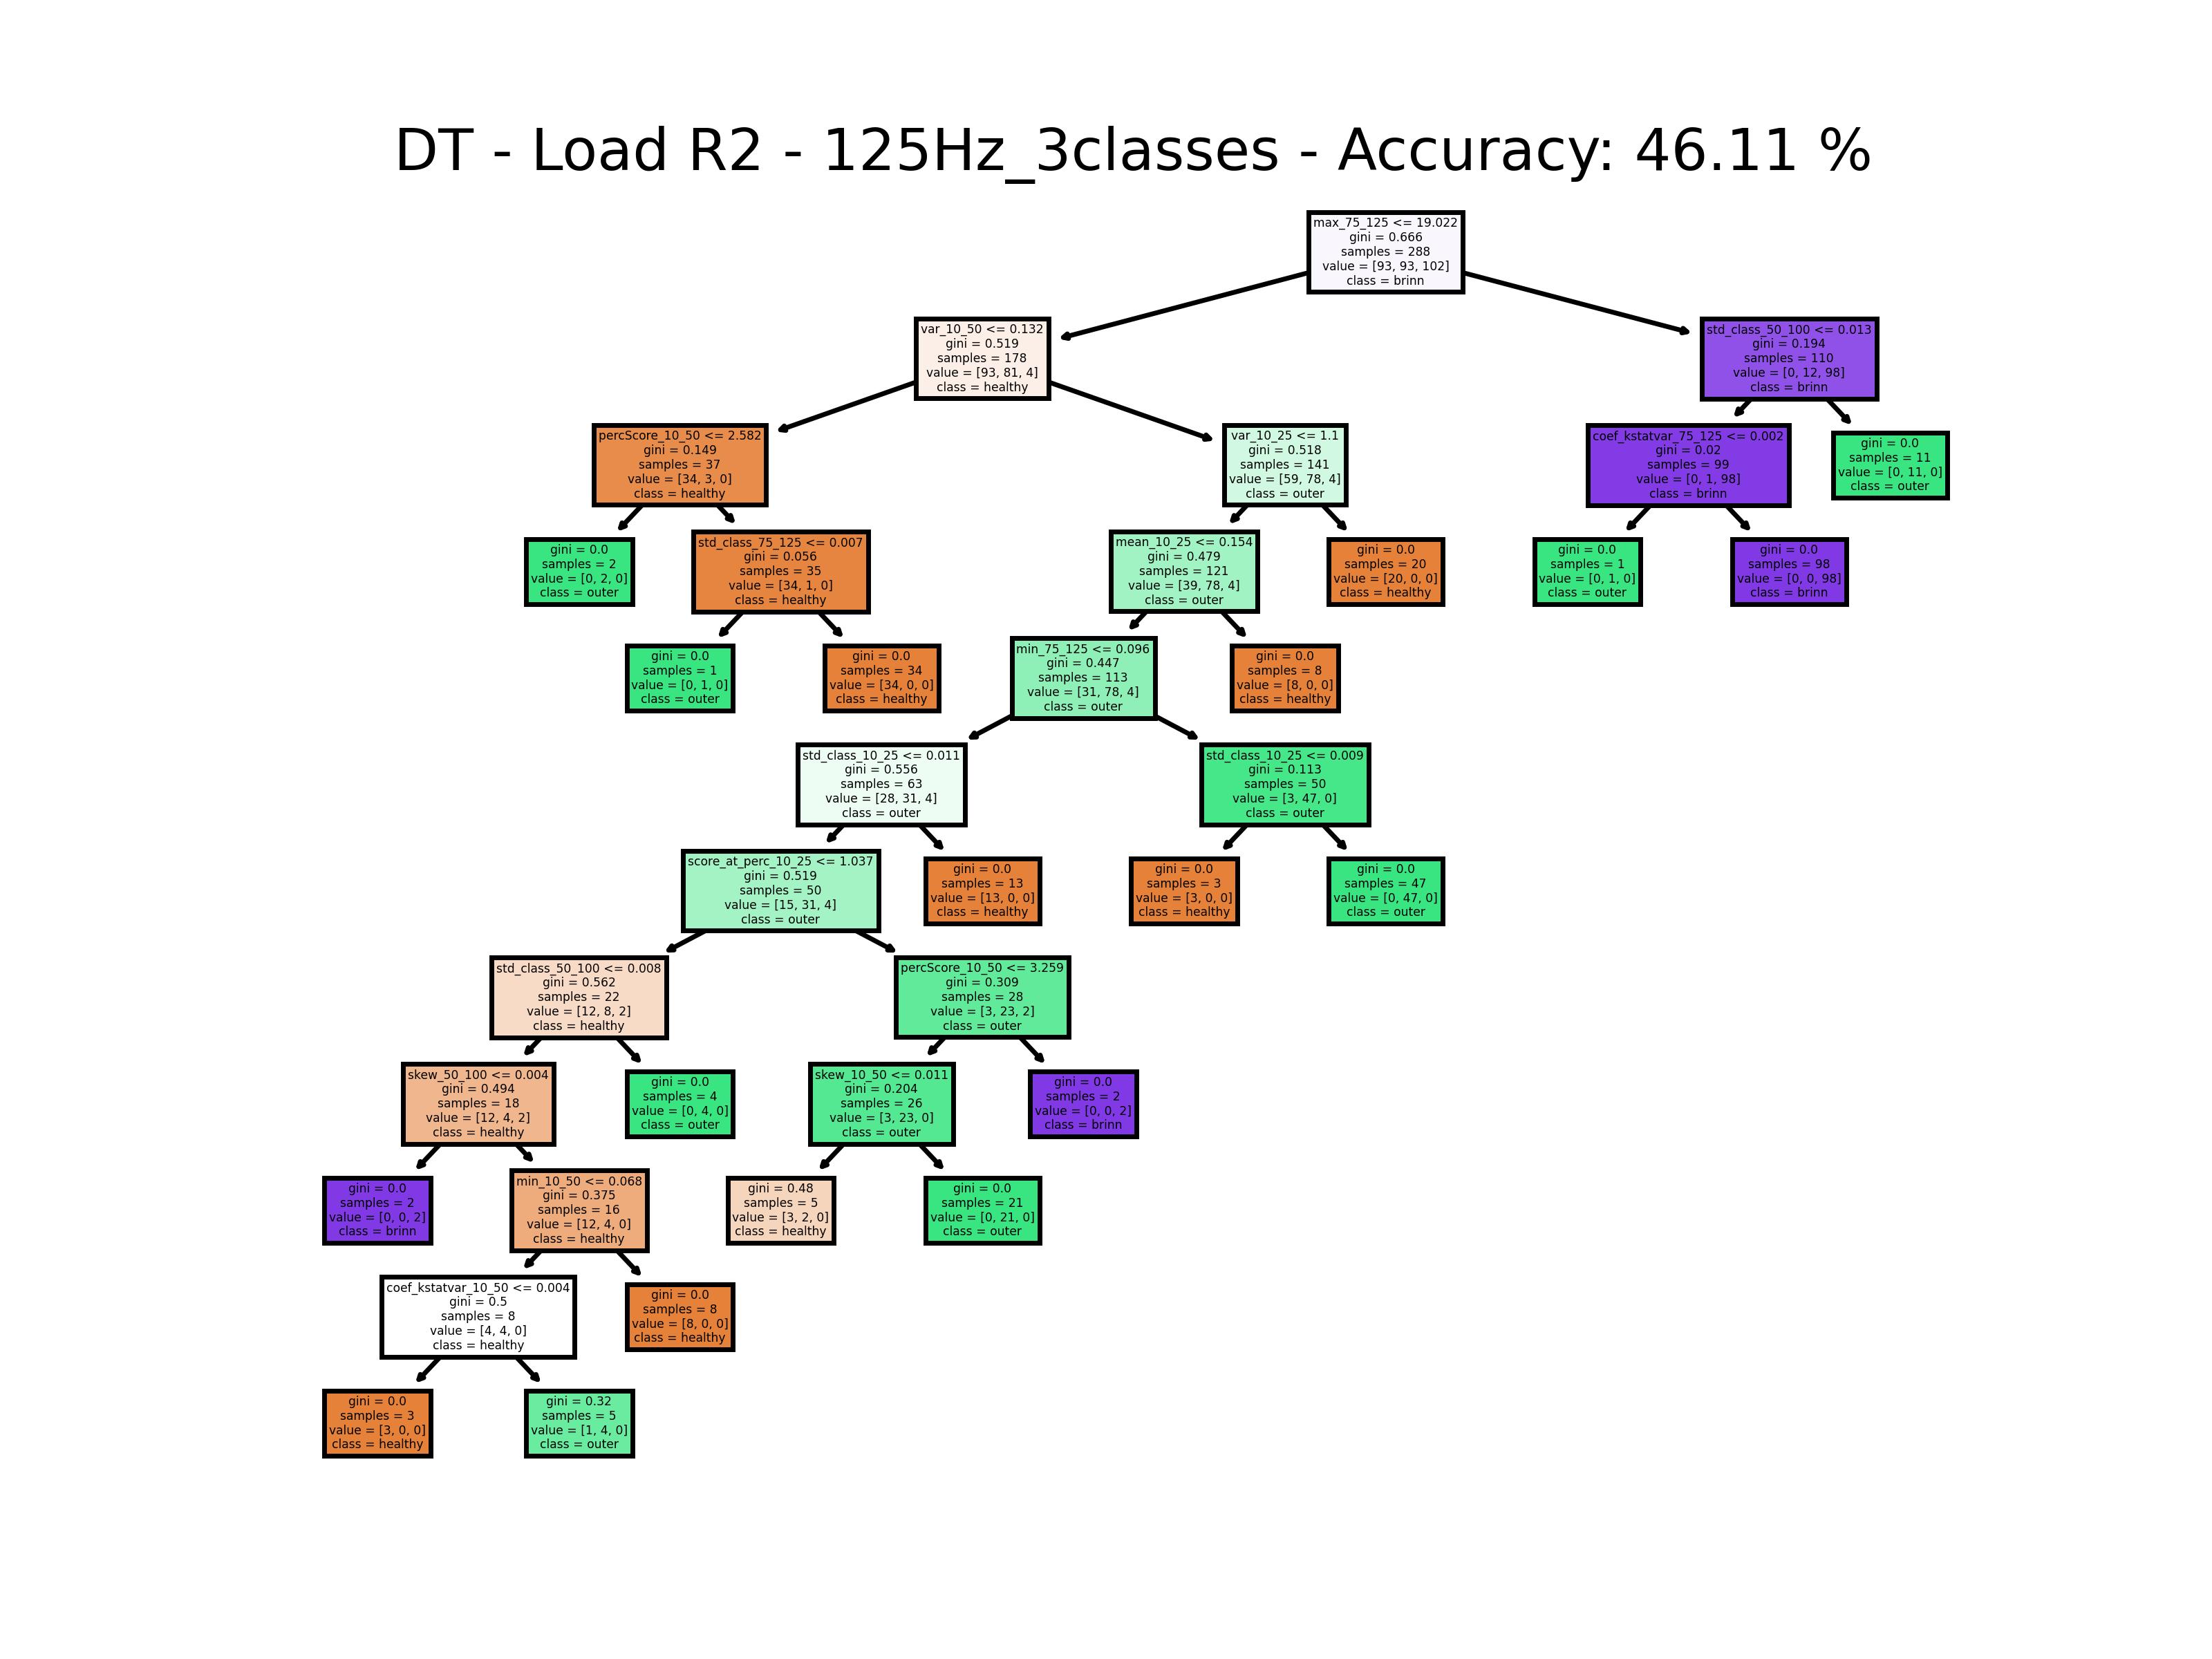 DT - Load R2 - 125Hz_3classes - Accuracy: 46.11 %
max_75_125 <= 19.022
gini = 0.666
samples = 288
value = [93, 93, 102]
class = brinn
var_10_50 <= 0.132
gini = 0.519
samples = 178
value = [93, 81, 4]
class = healthy
std_class_50_100 <= 0.013
gini = 0.194
samples = 110
value = [0, 12, 98]
class = brinn
percScore_10_50 <= 2.582
gini = 0.149
samples = 37
value = [34, 3, 0]
class = healthy
var_10_25 <= 1.1
gini = 0.518
samples = 141
value = [59, 78, 4]
class = outer
coef_kstatvar_75_125 <= 0.002
gini = 0.02
samples = 99
value = [0, 1, 98]
class = brinn
gini = 0.0
samples = 11
value = [0, 11, 0]
class = outer
gini = 0.0
samples = 2
value = [0, 2, 0]
class = outer
std_class_75_125 <= 0.007
gini = 0.056
samples = 35
value = [34, 1, 0]
class = healthy
mean_10_25 <= 0.154
gini = 0.479
samples = 121
value = [39, 78, 4]
class = outer
gini = 0.0
samples = 20
value = [20, 0, 0]
class = healthy
gini = 0.0
samples = 1
value = [0, 1, 0]
class = outer
gini = 0.0
samples = 98
value = [0, 0, 98]
class = brinn
gini = 0.0
samples = 1
value = [0, 1, 0]
class = outer
gini = 0.0
samples = 34
value = [34, 0, 0]
class = healthy
min_75_125 <= 0.096
gini = 0.447
samples = 113
value = [31, 78, 4]
class = outer
gini = 0.0
samples = 8
value = [8, 0, 0]
class = healthy
std_class_10_25 <= 0.011
gini = 0.556
samples = 63
value = [28, 31, 4]
class = outer
std_class_10_25 <= 0.009
gini = 0.113
samples = 50
value = [3, 47, 0]
class = outer
score_at_perc_10_25 <= 1.037
gini = 0.519
samples = 50
value = [15, 31, 4]
class = outer
gini = 0.0
samples = 13
value = [13, 0, 0]
class = healthy
gini = 0.0
samples = 3
value = [3, 0, 0]
class = healthy
gini = 0.0
samples = 47
value = [0, 47, 0]
class = outer
std_class_50_100 <= 0.008
gini = 0.562
samples = 22
value = [12, 8, 2]
class = healthy
percScore_10_50 <= 3.259
gini = 0.309
samples = 28
value = [3, 23, 2]
class = outer
skew_50_100 <= 0.004
gini = 0.494
samples = 18
value = [12, 4, 2]
class = healthy
gini = 0.0
samples = 4
value = [0, 4, 0]
class = outer
skew_10_50 <= 0.011
gini = 0.204
samples = 26
value = [3, 23, 0]
class = outer
gini = 0.0
samples = 2
value = [0, 0, 2]
class = brinn
gini = 0.0
samples = 2
value = [0, 0, 2]
class = brinn
min_10_50 <= 0.068
gini = 0.375
samples = 16
value = [12, 4, 0]
class = healthy
gini = 0.48
samples = 5
value = [3, 2, 0]
class = healthy
gini = 0.0
samples = 21
value = [0, 21, 0]
class = outer
coef_kstatvar_10_50 <= 0.004
gini = 0.5
samples = 8
value = [4, 4, 0]
class = healthy
gini = 0.0
samples = 8
value = [8, 0, 0]
class = healthy
gini = 0.0
samples = 3
value = [3, 0, 0]
class = healthy
gini = 0.32
samples = 5
value = [1, 4, 0]
class = outer